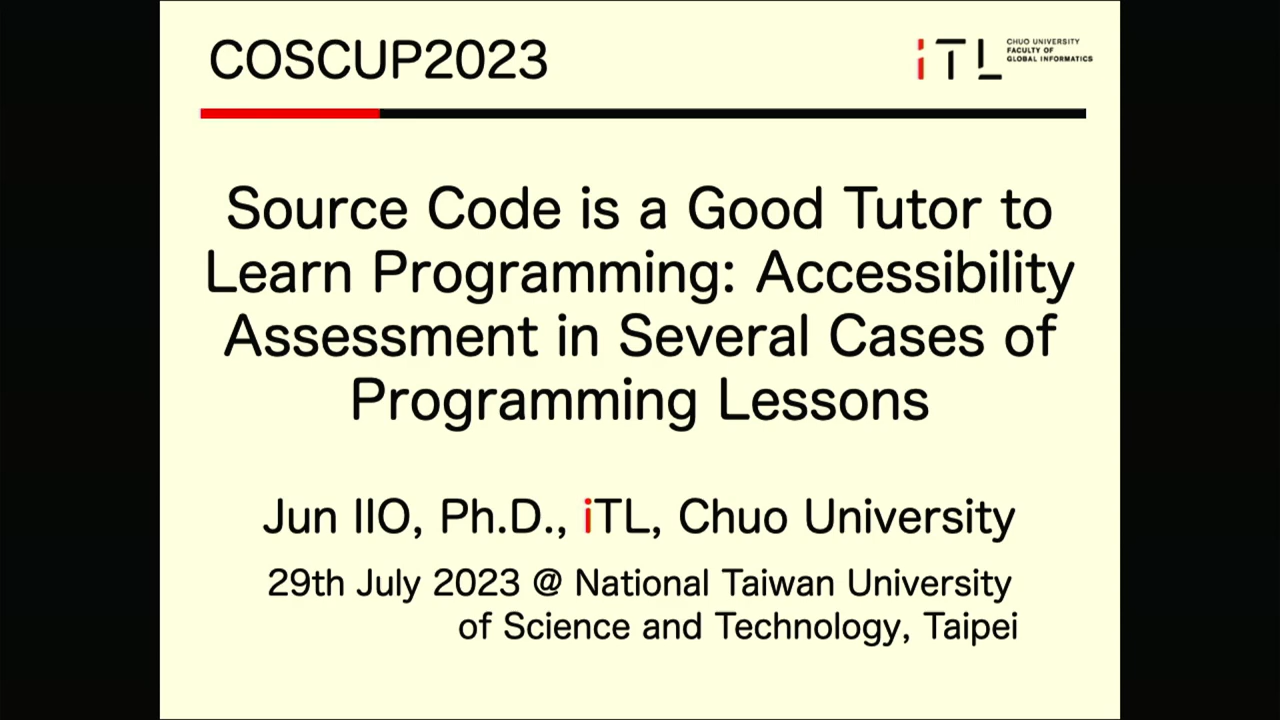 COSCUP2023
iTL
CHUO UNIVERSITY
FACULTY OF
GLOBAL INFORMATICS
Source Code is a Good Tutor to
Learn Programming: Accessibility
Assessment in Several Cases of
Programming Lessons
Jun IIO, Ph.D., iTL, Chuo University
29th July 2023 @ National Taiwan University
of Science and Technology, Taipei